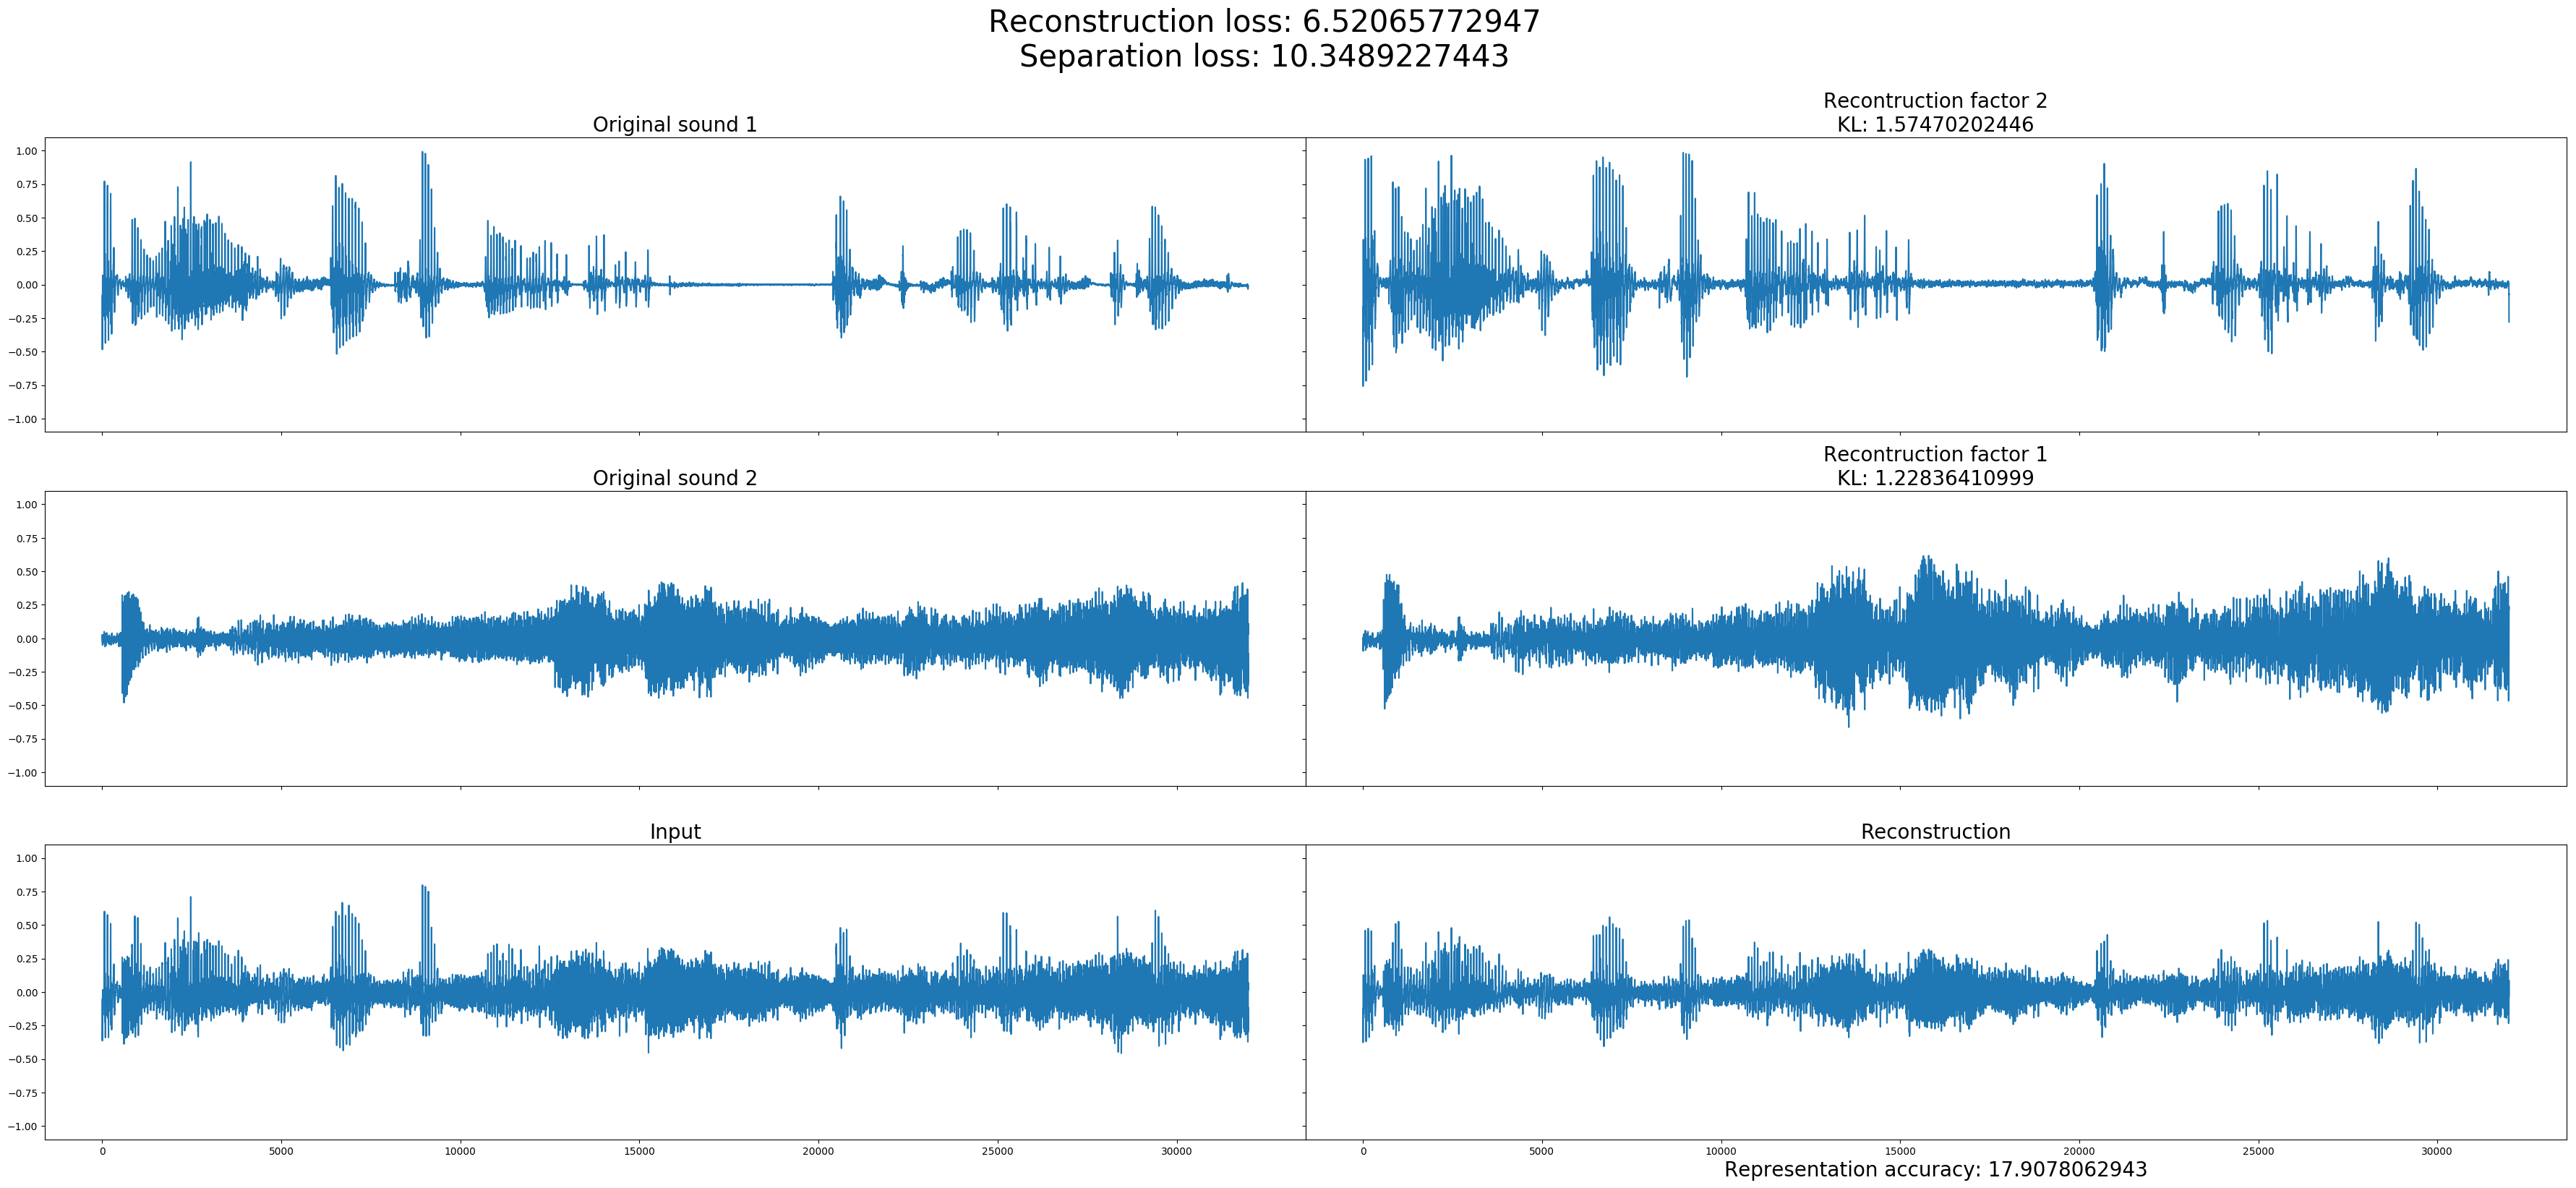 Reconstruction loss: 6.52065772947
Separation loss: 10.3489227443
Original sound 1
Recontruction factor 2
KL: 1.57470202446
1.00
0.75
0.50
0.25
0.00
−0.25
−0.50
−0.75
−1.00
Original sound 2
Recontruction factor 1
KL: 1.22836410999
1.00
0.75
0.50
0.25
0.00
−0.25
−0.50
−0.75
−1.00
Input
Reconstruction
1.00
0.75
0.50
0.25
0.00
−0.25
−0.50
−0.75
−1.00
0 5000 10000 15000 20000 25000 30000
0 5000 10000 15000 20000 25000 30000
Representation accuracy: 17.9078062943